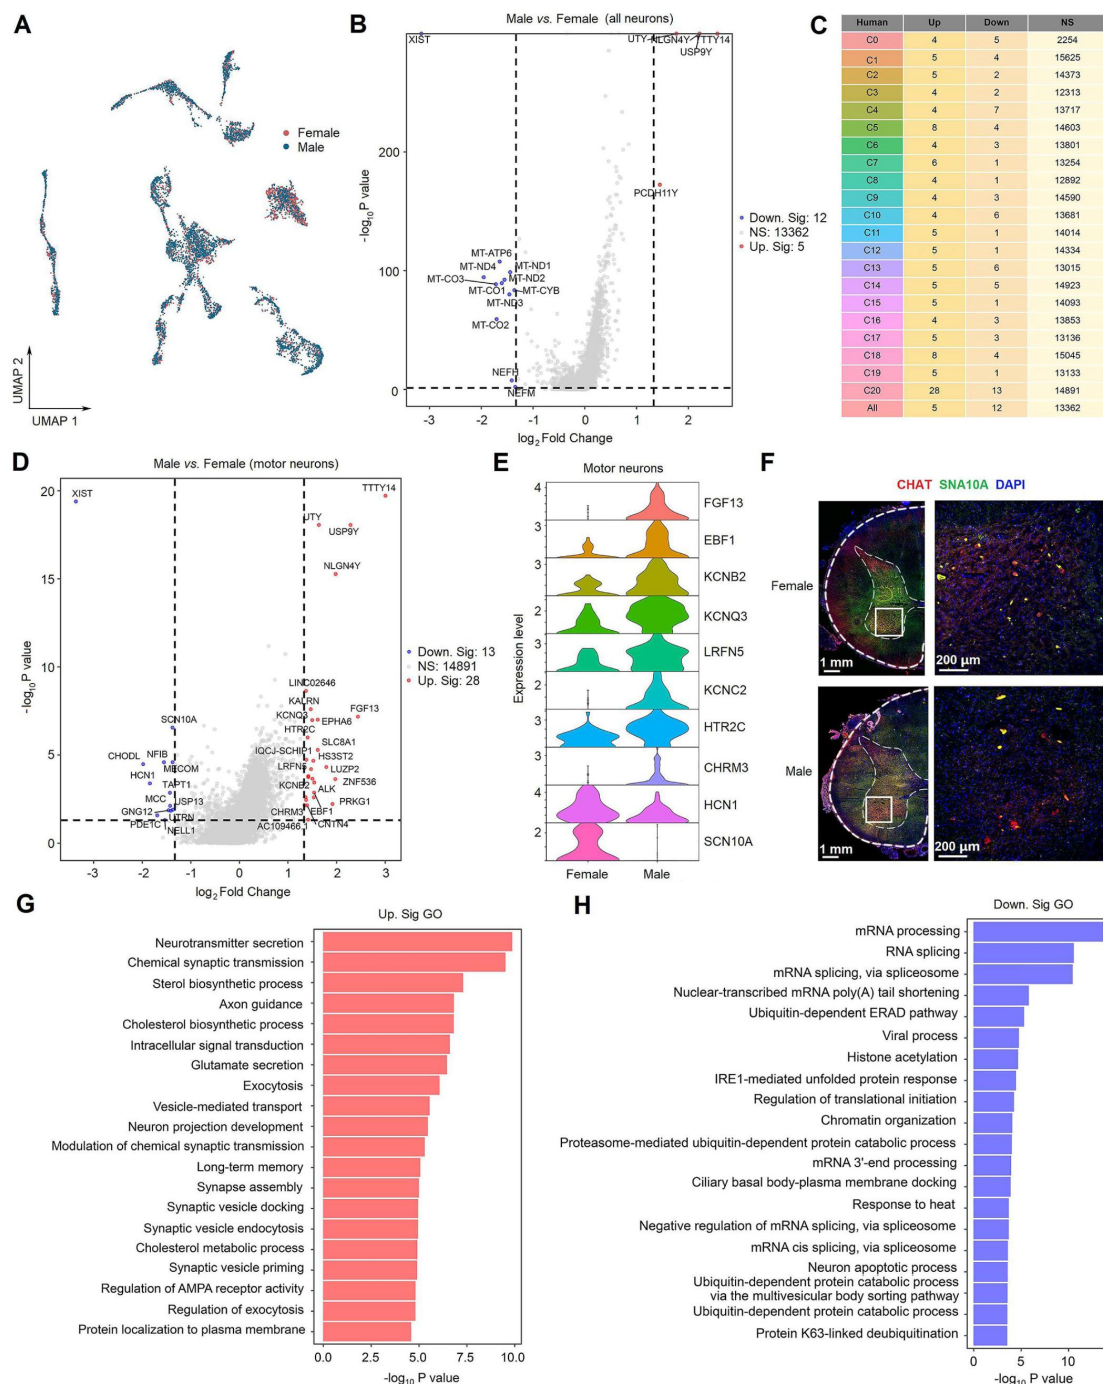 A
Female
Male
UMAP 2
UMAP 1
B
Male vs. Female (all neurons)
XIST
UTY
NLGN4Y
TTTY14
USP9Y
PCDH11Y
MT-ATP6
MT-ND4
MT-ND1
MT-CO3
MT-ND2
MT-CO1
MT-CYB
MT-ND3
MT-CO2
NEFH
NEFM
200
100
0
-log10 P value
-3 -2 -1 0 1 2
log2 Fold Change
Down. Sig: 12
NS: 13362
Up. Sig: 5
C
Human Up Down NS
C0 4 5 2254
C1 5 4 15625
C2 5 2 14373
C3 4 2 12313
C4 4 7 13717
C5 8 4 14603
C6 4 3 13801
C7 6 1 13254
C8 4 1 12892
C9 4 3 14590
C10 4 6 13681
C11 5 1 14014
C12 5 1 14334
C13 5 6 13015
C14 5 5 14923
C15 5 1 14093
C16 4 3 13853
C17 5 3 13136
C18 8 4 15045
C19 5 1 13133
C20 28 13 14891
All 5 12 13362
D
Male vs. Female (motor neurons)
XIST
TTTY14
UTY
USP9Y
NLGN4Y
LINC02646
KALRN
FGF13
KCNQ3
EPHA6
SCN10A
HTR2C
SLC8A1
IQCJ-SCHIP1
HS3ST2
CHODL
NFIB
MECOM
LRFN5
LUZP2
HCN1
TAPT1
KCNB2
ZNF536
ALK
MCC
USP13
PRKG1
GNG12
UTRN
CHRM3
EBF1
PDE1C
NELL1
AC109466.1
CNTN4
20
15
10
5
0
-log10 P value
-3 -2 -1 0 1 2 3
log2 Fold Change
Down. Sig: 13
NS: 14891
Up. Sig: 28
E
Motor neurons
Expression level
4 FGF13
3 EBF1
3 KCNB2
2 KCNQ3
3 LRFN5
2 KCNC2
3 HTR2C
3 CHRM3
4 HCN1
2 SCN10A
Female Male
F
CHAT SNA10A DAPI
Female
1 mm
200 μm
Male
1 mm
200 μm
G
Up. Sig GO
Neurotransmitter secretion
Chemical synaptic transmission
Sterol biosynthetic process
Axon guidance
Cholesterol biosynthetic process
Intracellular signal transduction
Glutamate secretion
Exocytosis
Vesicle-mediated transport
Neuron projection development
Modulation of chemical synaptic transmission
Long-term memory
Synapse assembly
Synaptic vesicle docking
Synaptic vesicle endocytosis
Cholesterol metabolic process
Synaptic vesicle priming
Regulation of AMPA receptor activity
Regulation of exocytosis
Protein localization to plasma membrane
0.0 2.5 5.0 7.5 10.0
-log10 P value
H
Down. Sig GO
mRNA processing
RNA splicing
mRNA splicing, via spliceosome
Nuclear-transcribed mRNA poly(A) tail shortening
Ubiquitin-dependent ERAD pathway
Viral process
Histone acetylation
IRE1-mediated unfolded protein response
Regulation of translational initiation
Chromatin organization
Proteasome-mediated ubiquitin-dependent protein catabolic process
mRNA 3'-end processing
Ciliary basal body-plasma membrane docking
Response to heat
Negative regulation of mRNA splicing, via spliceosome
mRNA cis splicing, via spliceosome
Neuron apoptotic process
Ubiquitin-dependent protein catabolic process
via the multivesicular body sorting pathway
Ubiquitin-dependent protein catabolic process
Protein K63-linked deubiquitination
0 5 10
-log10 P value